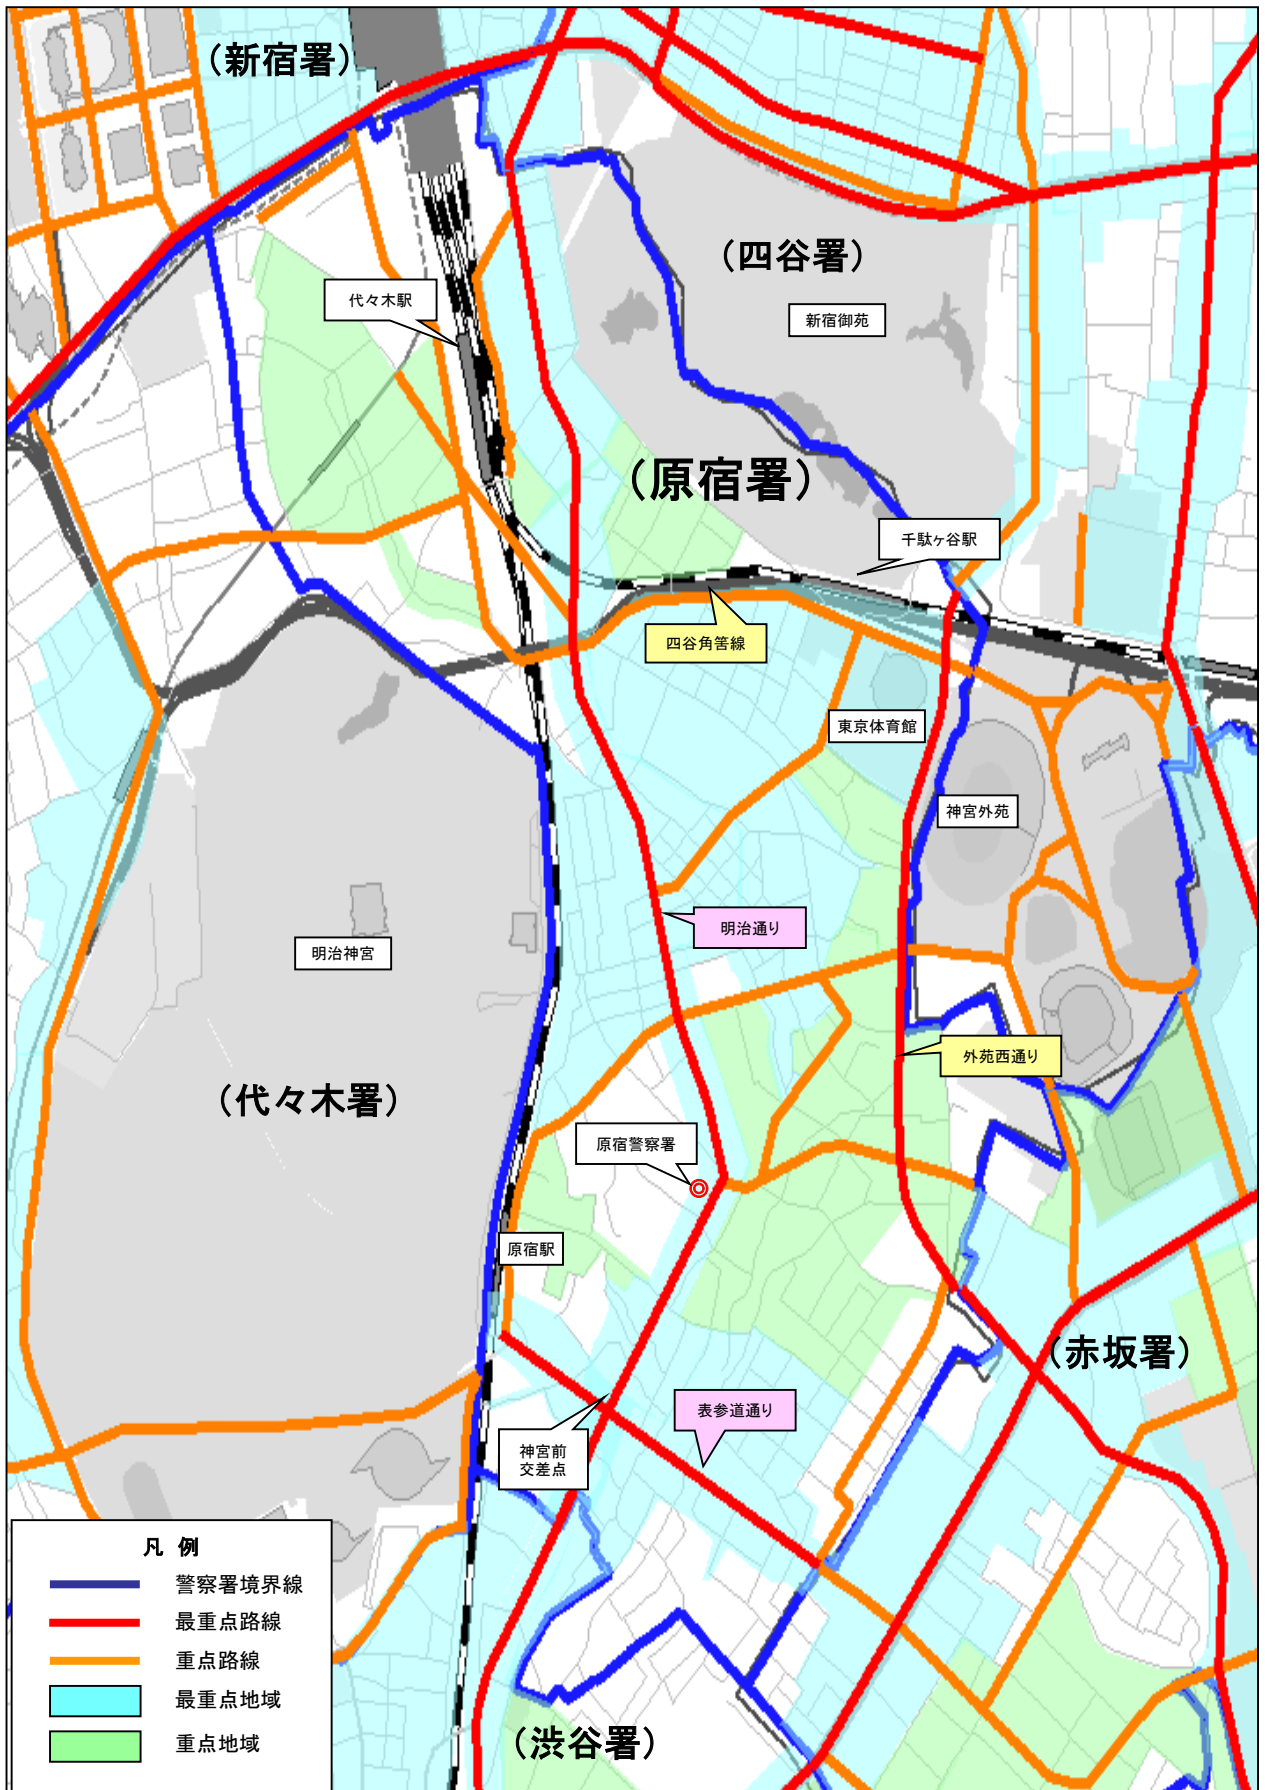 (新宿署)
(四谷署)
代々木駅
新宿御苑
(原宿署)
千駄ヶ谷駅
四谷角筈線
東京体育館
神宮外苑
明治通り
明治神宮
外苑西通り
(代々木署)
原宿警察署
原宿駅
(赤坂署)
表参道通り
神宮前
交差点
凡 例
警察署境界線
最重点路線
重点路線
最重点地域
重点地域
(渋谷署)